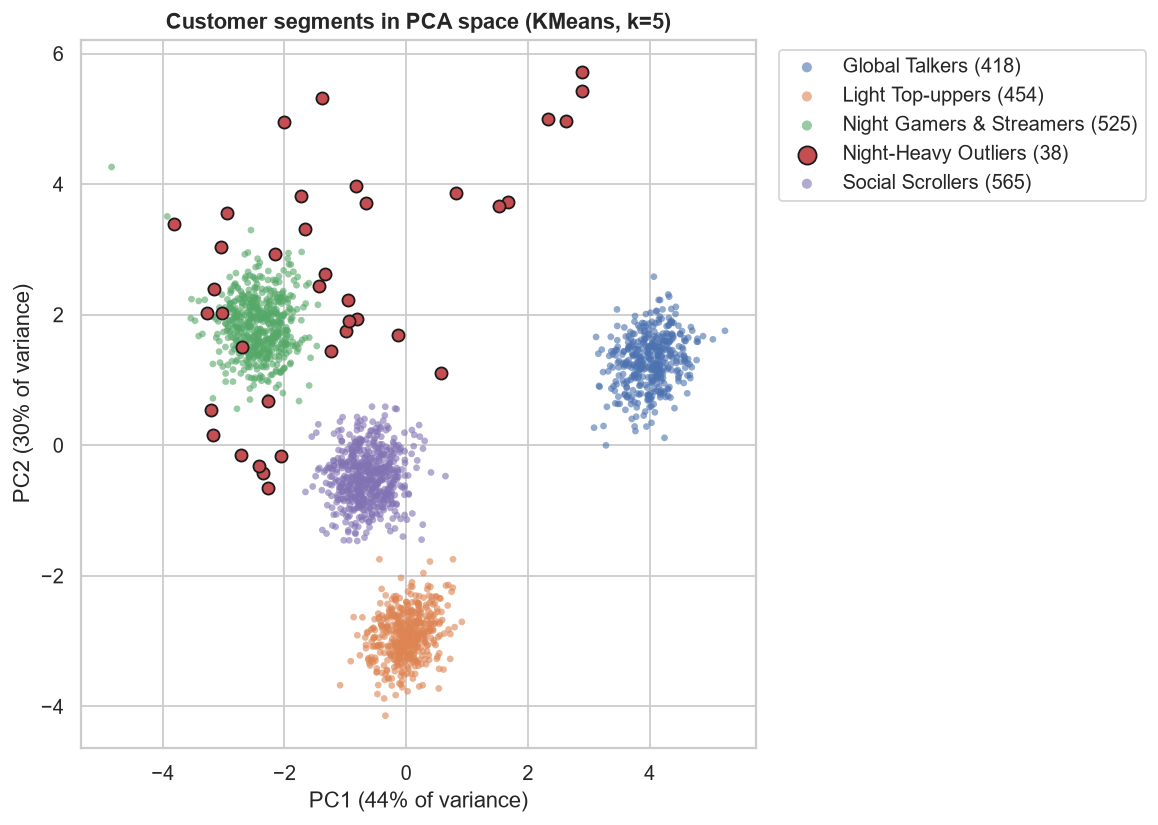 Customer segments in PCA space (KMeans, k=5)
6
4
2
0
−2
−4
PC2 (30% of variance)
−4
−2
0
2
4
PC1 (44% of variance)
Global Talkers (418)
Light Top-uppers (454)
Night Gamers & Streamers (525)
Night-Heavy Outliers (38)
Social Scrollers (565)